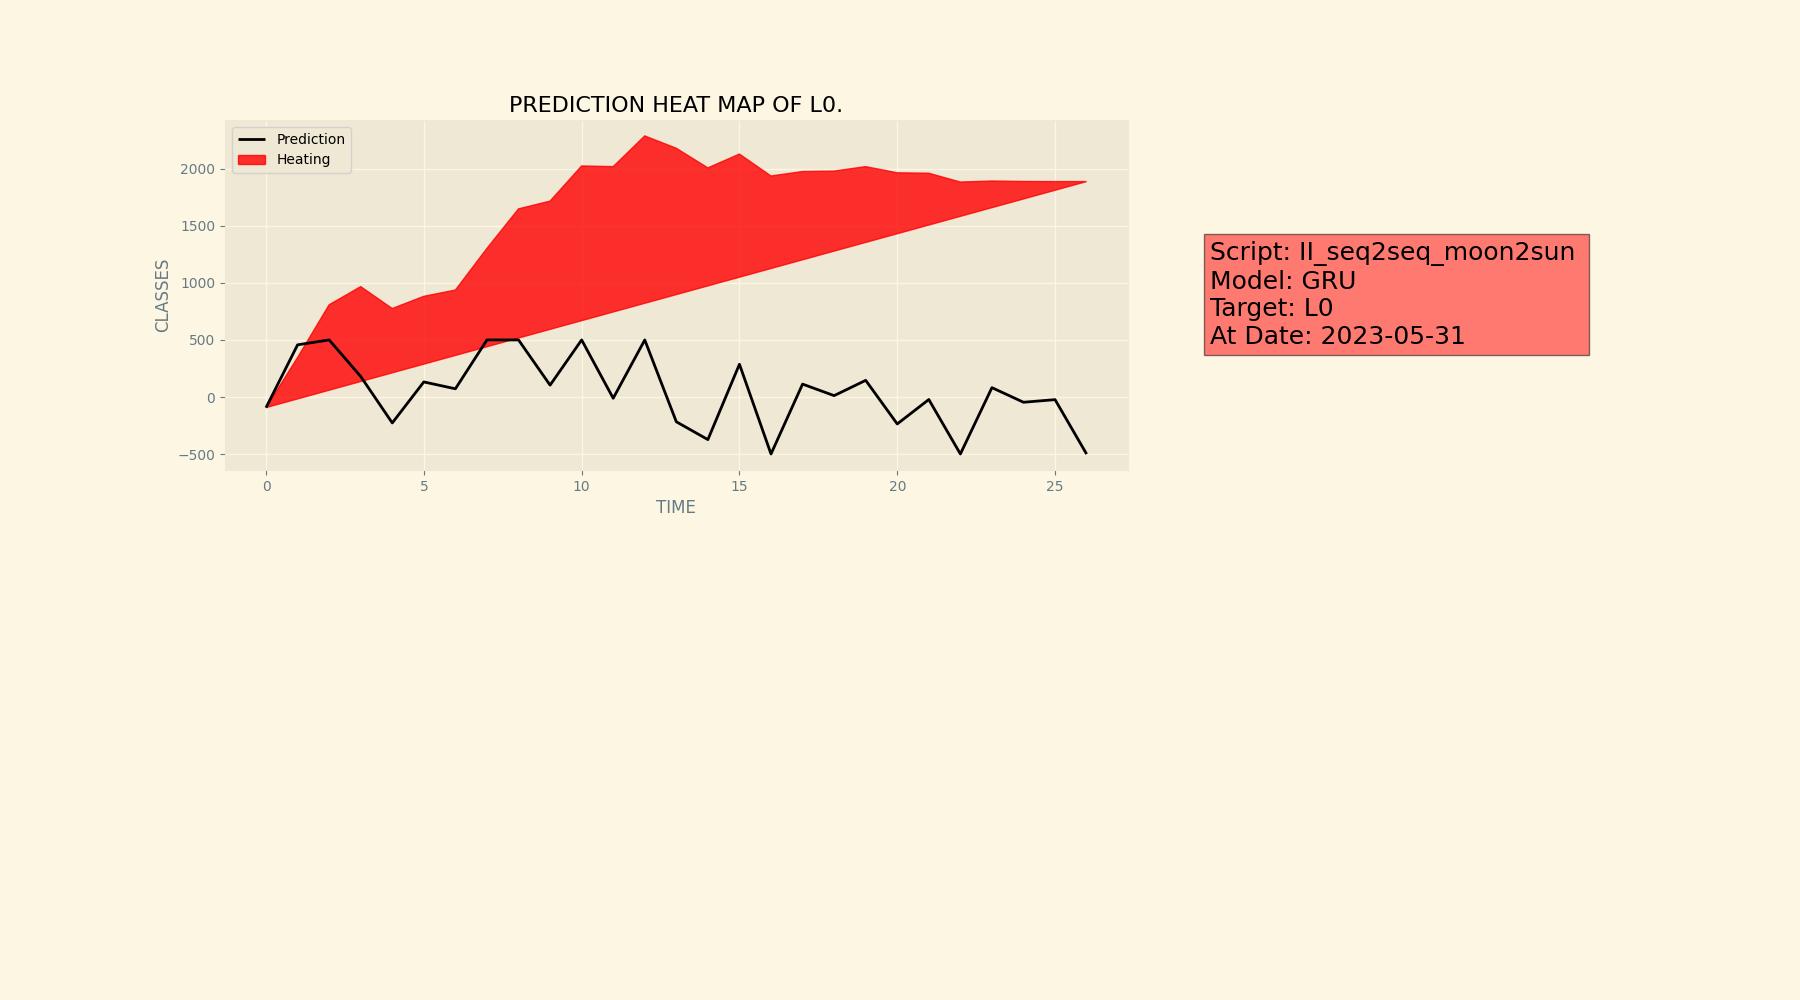 PREDICTION HEAT MAP OF L0.
Prediction
Heating
CLASSES
2000
1500
1000
500
0
−500
0 5 10 15 20 25
TIME
Script: II_seq2seq_moon2sun
Model: GRU
Target: L0
At Date: 2023-05-31